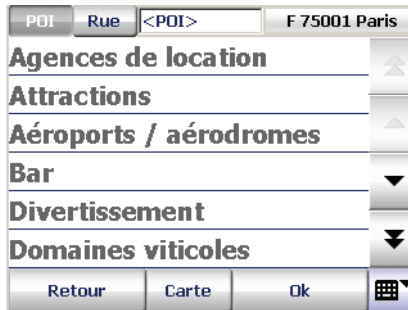 POI Rue <POI> F 75001 Paris
Agences de location
Attractions
Aéroports / aérodromes
Bar
Divertissement
Domaines viticoles
Retour Carte Ok